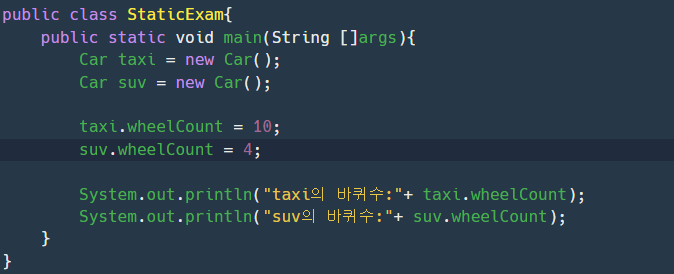 public class StaticExam{
public static void main(String []args){
Car taxi = new Car();
Car suv = new Car();
taxi.wheelCount = 10;
suv.wheelCount = 4;
System.out.println("taxi의 바퀴수:"+ taxi.wheelCount);
System.out.println("suv의 바퀴수:"+ suv.wheelCount);
}
}